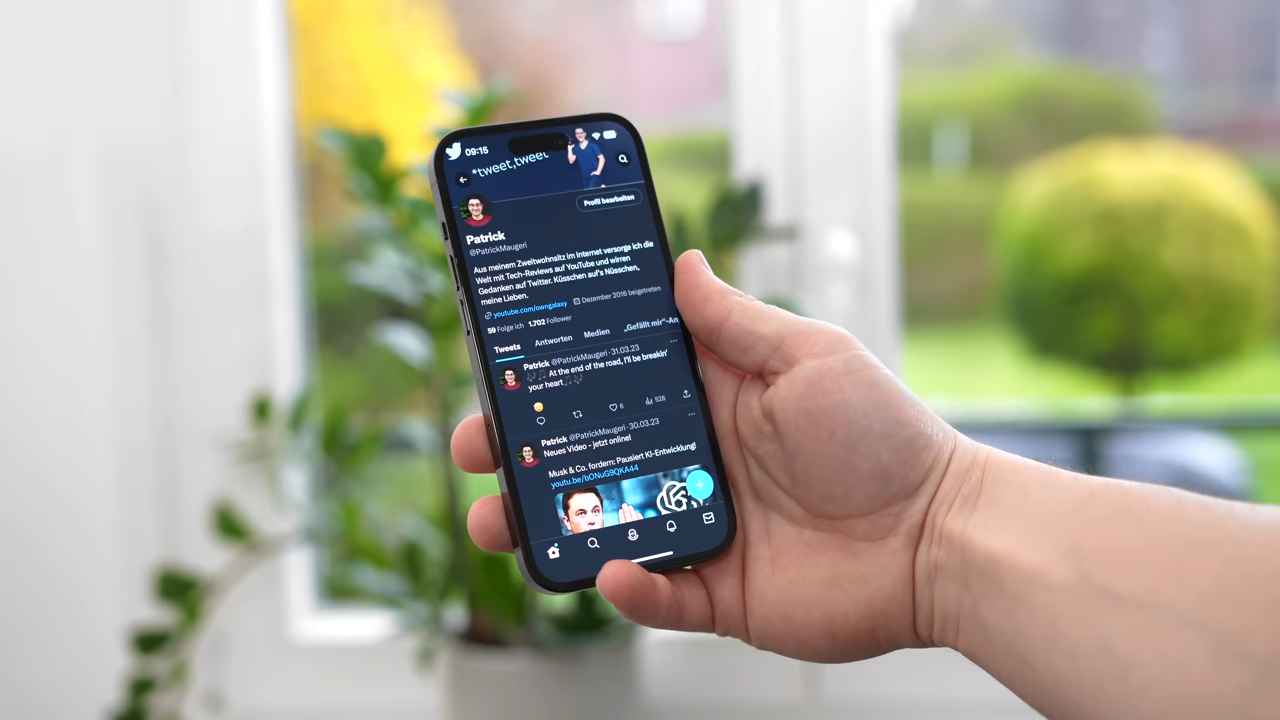 09:15
*tweet,tweet
Profil bearbeiten
Patrick
@PatrickMaugeri
Aus meinem Zweitwohnsitz im Internet versorge ich die
Welt mit Tech-Reviews auf YouTube und wirren
Gedanken auf Twitter. Küsschen auf's Nüsschen,
meine Lieben.
youtube.com/owngalaxy Dezember 2016 beigetreten
59 Folge ich 1.702 Follower
Tweets Antworten Medien „Gefällt mir“-An
Patrick @PatrickMaugeri · 31.03.23
🎶 At the end of the road, I'll be breakin'
your heart 🎶
6 528
Patrick @PatrickMaugeri · 30.03.23
Neues Video - jetzt online!
Musk & Co. fordern: Pausiert KI-Entwicklung!
youtu.be/bONuG9QKA44